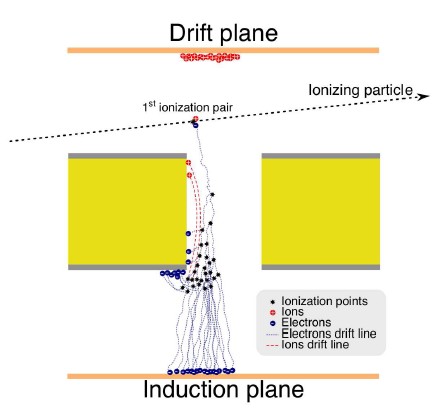 Drift plane
Ionizing particle
1st ionization pair
Ionization points
Ions
Electrons
Electrons drift line
Ions drift line
Induction plane